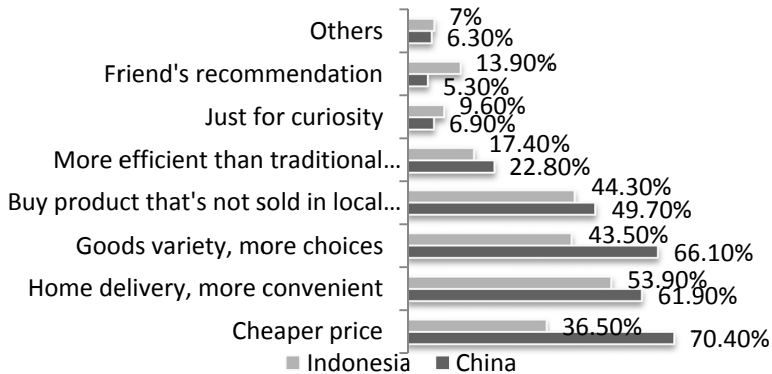 Others
7%
6.30%
Friend's recommendation
13.90%
5.30%
Just for curiosity
9.60%
6.90%
More efficient than traditional...
17.40%
22.80%
Buy product that's not sold in local...
44.30%
49.70%
Goods variety, more choices
43.50%
66.10%
Home delivery, more convenient
53.90%
61.90%
Cheaper price
36.50%
70.40%
Indonesia China